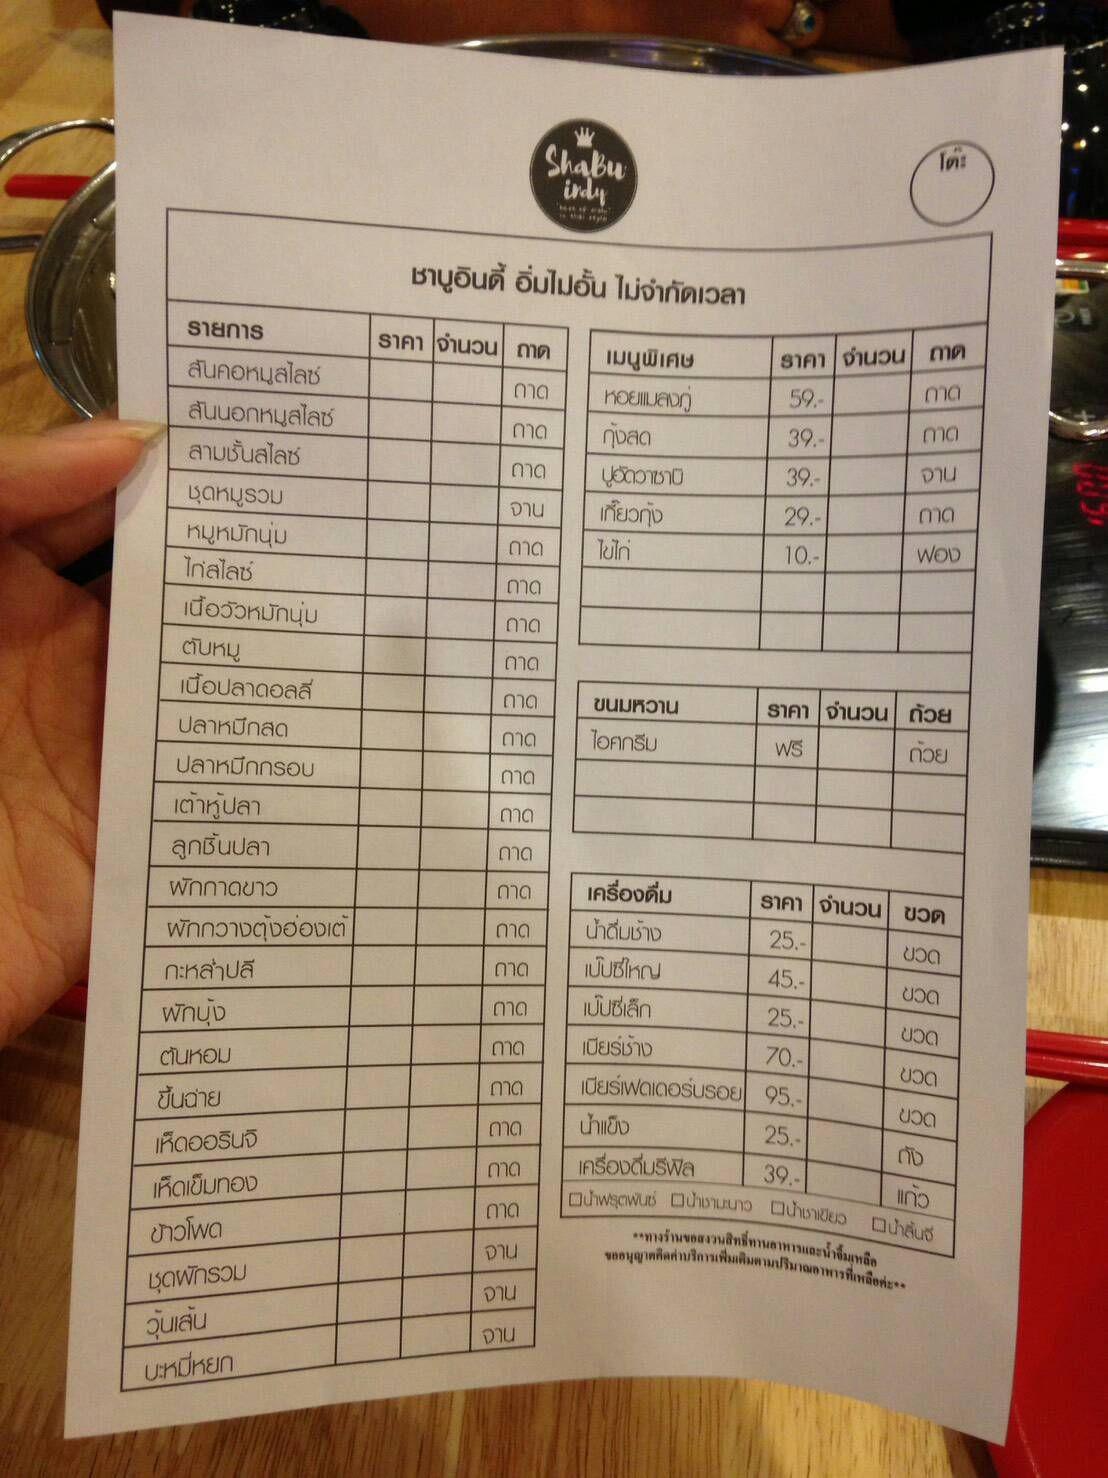 ShaBu
indy
โต๊ะ
ชาบูอินดี้ อิ่มไม่อั้น ไม่จำกัดเวลา
รายการ ราคา จำนวน ถาด
สันคอหมูสไลซ์ ถาด
สันนอกหมูสไลซ์ ถาด
สามชั้นสไลซ์ ถาด
ชุดหมูรวม จาน
หมูหมักนุ่ม ถาด
ไก่สไลซ์ ถาด
เนื้อวัวหมักนุ่ม ถาด
ตับหมู ถาด
เนื้อปลาดอลลี่ ถาด
ปลาหมึกสด ถาด
ปลาหมึกกรอบ ถาด
เต้าหู้ปลา ถาด
ลูกชิ้นปลา ถาด
ผักกาดขาว ถาด
ผักกวางตุ้งฮ่องเต้ ถาด
กะหล่ำปลี ถาด
ผักบุ้ง ถาด
ต้นหอม ถาด
ขึ้นฉ่าย ถาด
เห็ดออรินจิ ถาด
เห็ดเข็มทอง ถาด
ข้าวโพด ถาด
ชุดผักรวม จาน
วุ้นเส้น จาน
บะหมี่หยก จาน
เมนูพิเศษ ราคา จำนวน ถาด
หอยแมลงภู่ 59.- ถาด
กุ้งสด 39.- ถาด
ปูอัดวาซาบิ 39.- จาน
เกี๊ยวกุ้ง 29.- ถาด
ไข่ไก่ 10.- ฟอง
ขนมหวาน ราคา จำนวน ถ้วย
ไอศกรีม ฟรี ถ้วย
เครื่องดื่ม ราคา จำนวน ขวด
น้ำดื่มช้าง 25.- ขวด
เป๊ปซี่ใหญ่ 45.- ขวด
เป๊ปซี่เล็ก 25.- ขวด
เบียร์ช้าง 70.- ขวด
เบียร์เฟดเดอร์บรอย 95.- ขวด
น้ำแข็ง 25.- ถัง
เครื่องดื่มรีฟิล 39.- แก้ว
□น้ำฟรุตพันช์ □น้ำชามะนาว □น้ำชาเขียว □น้ำลิ้นจี่
**ทางร้านขอสงวนสิทธิ์ทานอาหารและน้ำจิ้มเหลือ
ขออนุญาตคิดค่าบริการเพิ่มเติมตามปริมาณอาหารที่เหลือค่ะ**